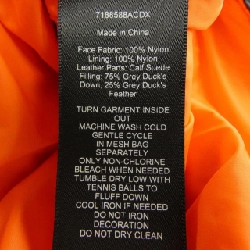 718658BACDX
Made in China
Face Fabric: 100% Nylon
Lining: 100% Nylon
Leather Parts: Calf Suede
Filling: 75% Grey Duck's
Down, 25% Grey Duck's
Feather
TURN GARMENT INSIDE
OUT
MACHINE WASH COLD
GENTLE CYCLE
IN MESH BAG
SEPARATELY
ONLY NON-CHLORINE
BLEACH WHEN NEEDED
TUMBLE DRY LOW WITH
TENNIS BALLS TO
FLUFF DOWN
COOL IRON IF NEEDED
DO NOT IRON
DECORATION
DO NOT DRY CLEAN